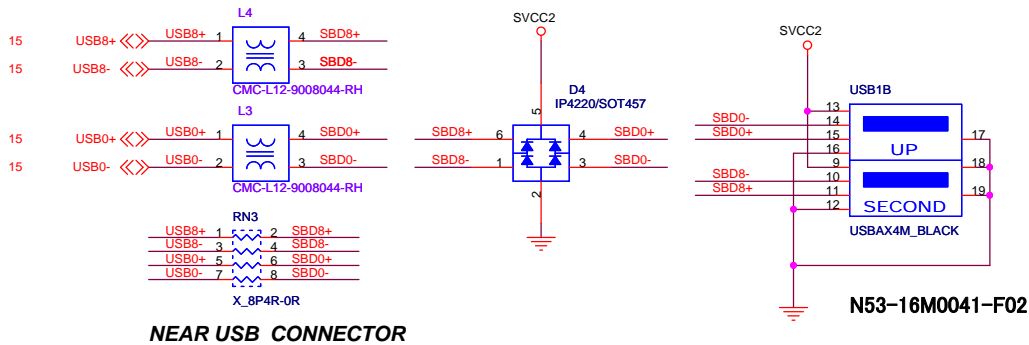 L4
15 USB8+ USB8+ 1 4 SBD8+
15 USB8- USB8- 2 3 SBD8-
CMC-L12-9008044-RH
L3
15 USB0+ USB0+ 1 4 SBD0+
15 USB0- USB0- 2 3 SBD0-
CMC-L12-9008044-RH
RN3
USB8+ 1 2 SBD8+
USB8- 3 4 SBD8-
USB0+ 5 6 SBD0+
USB0- 7 8 SBD0-
X_8P4R-0R
NEAR USB CONNECTOR
SVCC2
D4
IP4220/SOT457
5
SBD8+ 6 4 SBD0+
SBD8- 1 3 SBD0-
2
SVCC2
USB1B
13
SBD0- 14
SBD0+ 15 17
16 UP
9 18
SBD8- 10
SBD8+ 11 19
12 SECOND
USBAX4M_BLACK
N53-16M0041-F02